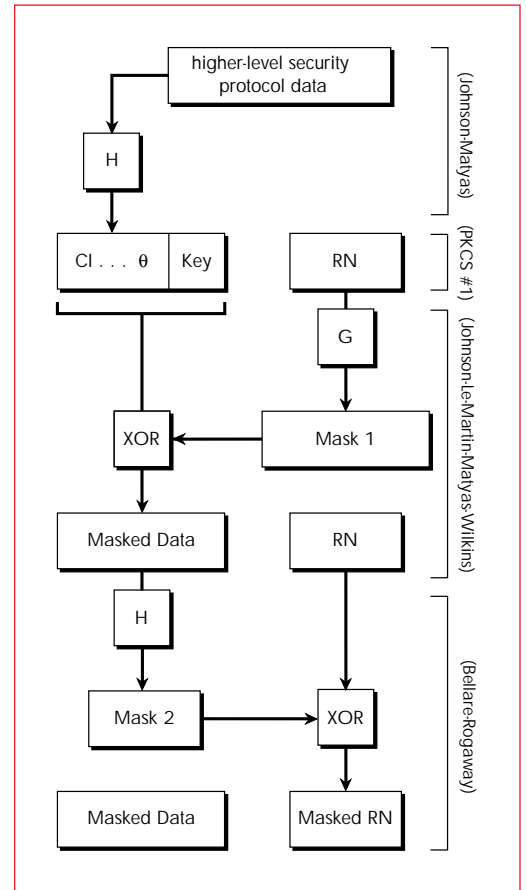 higher-level security
protocol data
(Johnson-Matyas)
H
CI . . . θ
Key
RN
(PKCS #1)
G
XOR
Mask 1
(Johnson-Le-Martin-Matyas-Wilkins)
Masked Data
RN
H
Mask 2
XOR
(Bellare-Rogaway)
Masked Data
Masked RN